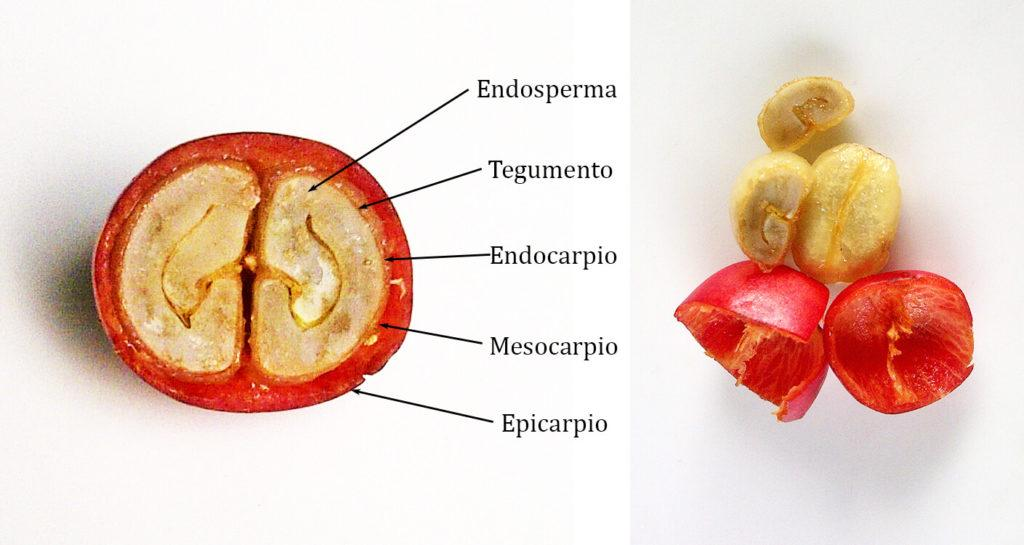 Endosperma
Tegumento
Endocarpio
Mesocarpio
Epicarpio